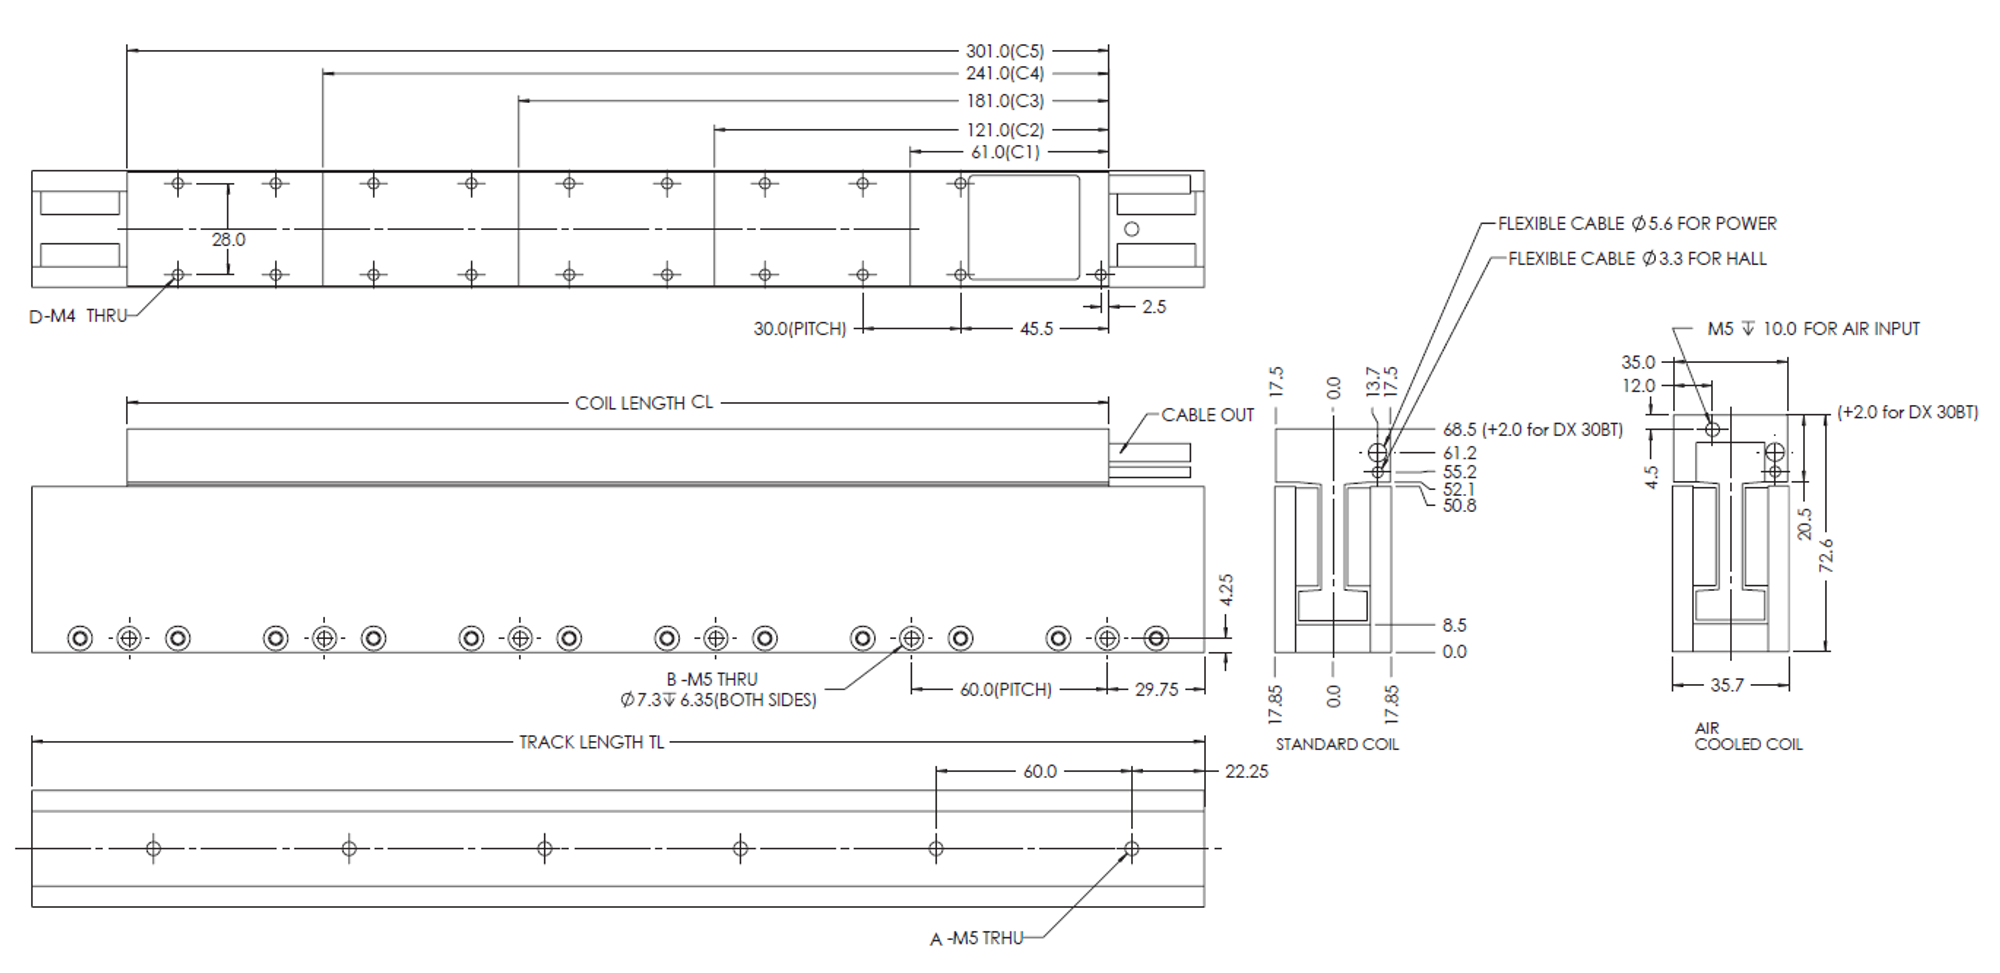 301.0(C5)
241.0(C4)
181.0(C3)
121.0(C2)
61.0(C1)
28.0
D-M4 THRU
2.5
30.0(PITCH)
45.5
COIL LENGTH CL
CABLE OUT
4.25
B -M5 THRU
Ø7.3↧6.35(BOTH SIDES)
60.0(PITCH)
29.75
TRACK LENGTH TL
60.0
22.25
A -M5 TRHU
FLEXIBLE CABLE Ø5.6 FOR POWER
FLEXIBLE CABLE Ø3.3 FOR HALL
17.5
0.0
13.7
17.5
68.5 (+2.0 for DX 30BT)
61.2
55.2
52.1
50.8
8.5
0.0
17.85
0.0
17.85
STANDARD COIL
M5 ↧ 10.0 FOR AIR INPUT
35.0
12.0
(+2.0 for DX 30BT)
4.5
20.5
72.6
35.7
AIR
COOLED COIL